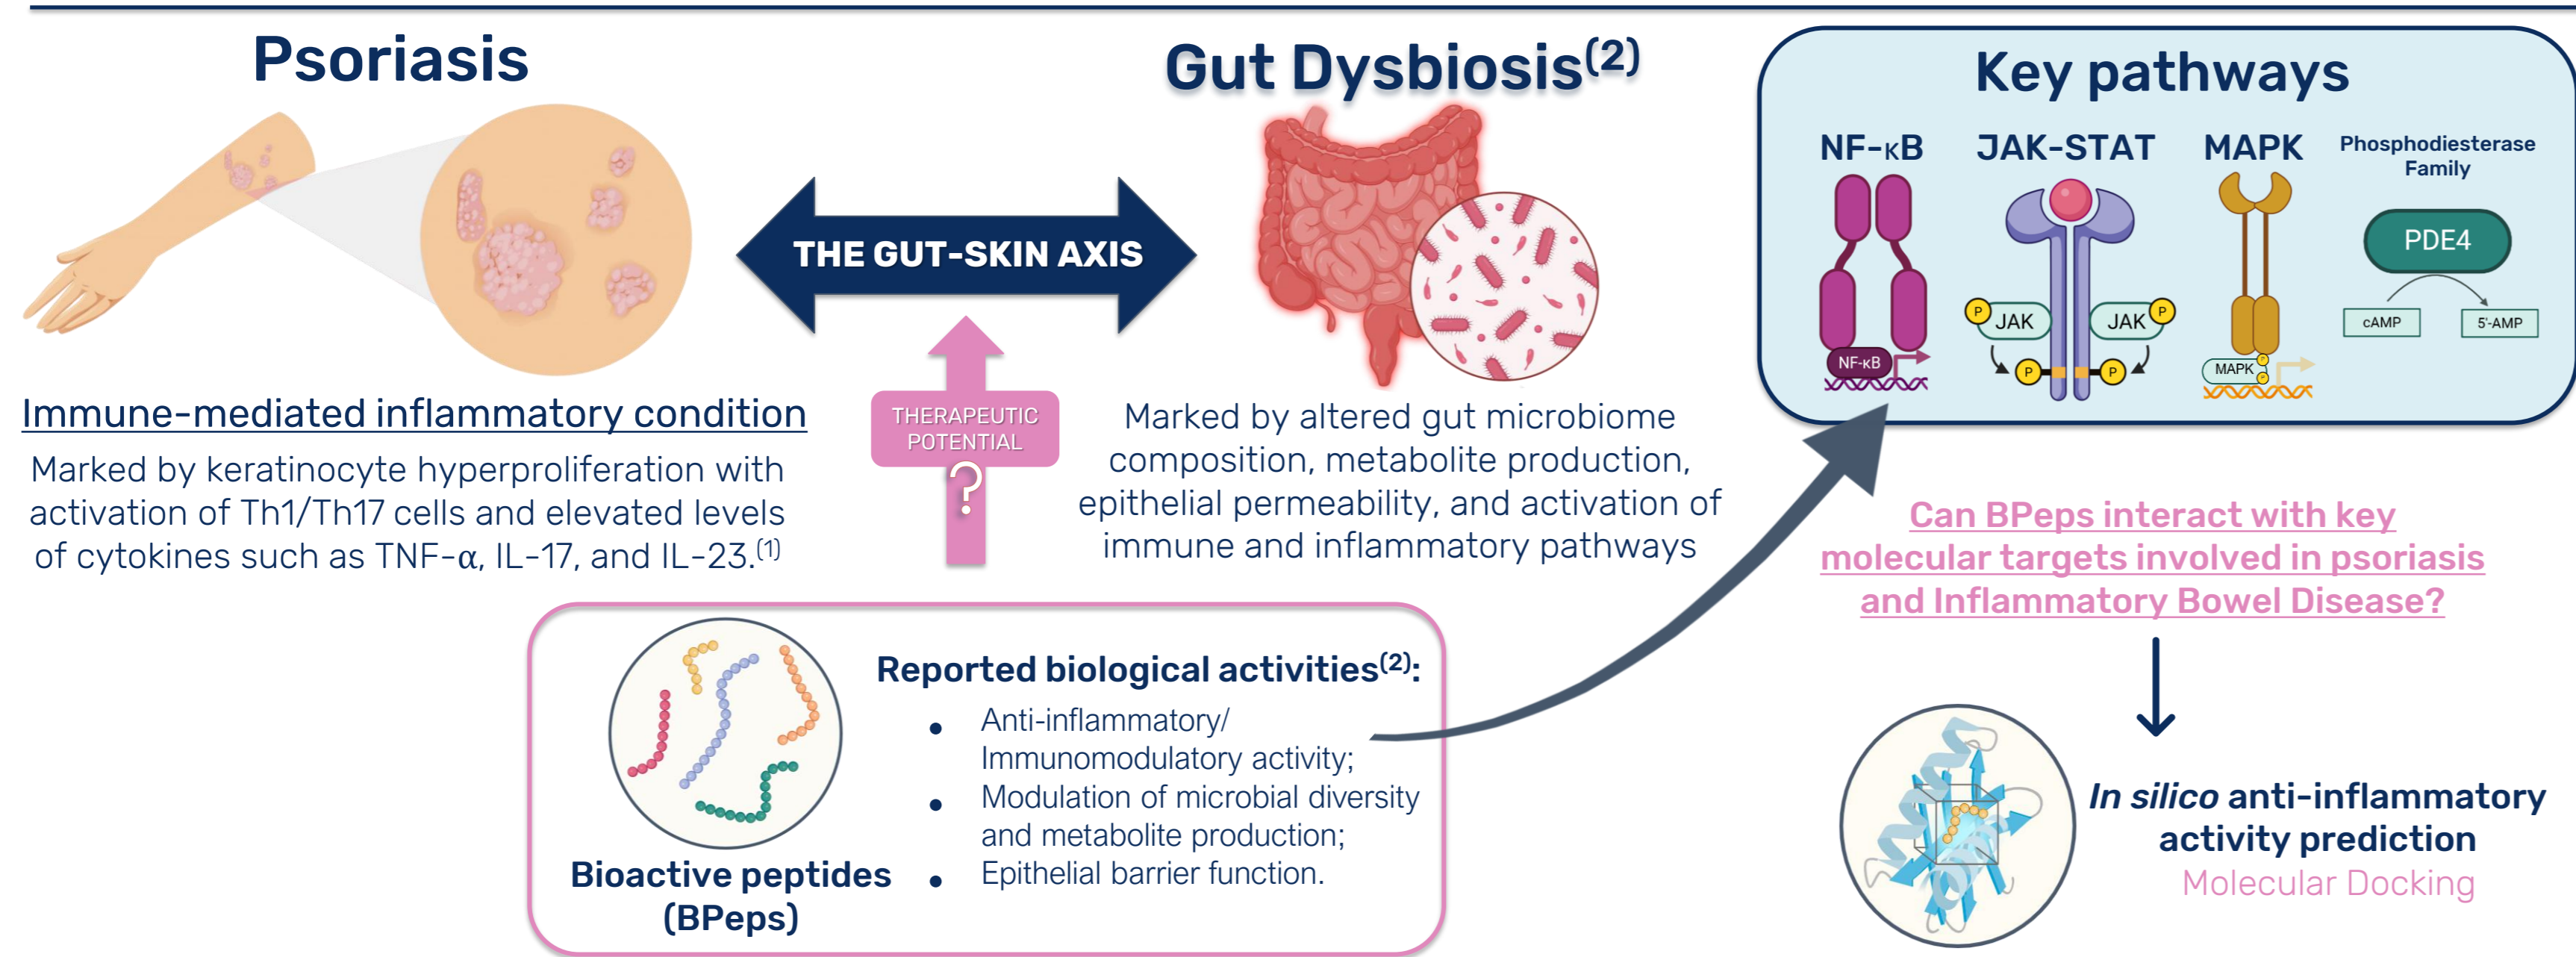 Psoriasis
Immune-mediated inflammatory condition
Marked by keratinocyte hyperproliferation with
activation of Th1/Th17 cells and elevated levels
of cytokines such as TNF-α, IL-17, and IL-23.(1)
THE GUT-SKIN AXIS
THERAPEUTIC
POTENTIAL
?
Gut Dysbiosis(2)
Marked by altered gut microbiome
composition, metabolite production,
epithelial permeability, and activation of
immune and inflammatory pathways
Bioactive peptides
(BPeps)
Reported biological activities(2):
• Anti-inflammatory/
Immunomodulatory activity;
• Modulation of microbial diversity
and metabolite production;
• Epithelial barrier function.
Key pathways
NF-κB
NF-κB
JAK-STAT
P JAK
JAK P
P
P
MAPK
MAPK
P
P
Phosphodiesterase
Family
PDE4
cAMP
5'-AMP
Can BPeps interact with key
molecular targets involved in psoriasis
and Inflammatory Bowel Disease?
In silico anti-inflammatory
activity prediction
Molecular Docking